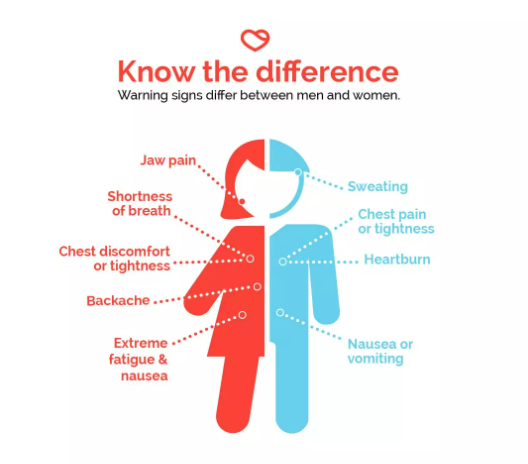 Know the difference
Warning signs differ between men and women.
Jaw pain
Shortness
of breath
Chest discomfort
or tightness
Backache
Extreme
fatigue &
nausea
Sweating
Chest pain
or tightness
Heartburn
Nausea or
vomiting